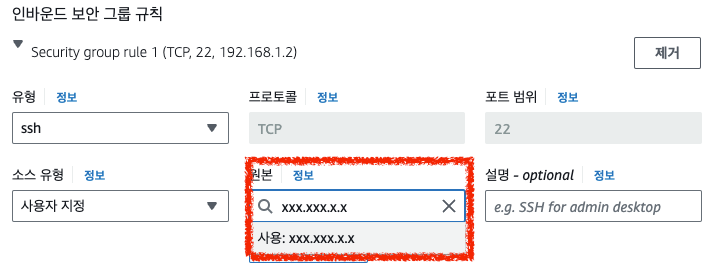 인바운드 보안 그룹 규칙
Security group rule 1 (TCP, 22, 192.168.1.2)
제거
유형 정보 프로토콜 정보 포트 범위 정보
ssh TCP 22
소스 유형 정보 원본 정보 설명 - optional 정보
사용자 지정 xxx.xxx.x.x e.g. SSH for admin desktop
사용: xxx.xxx.x.x